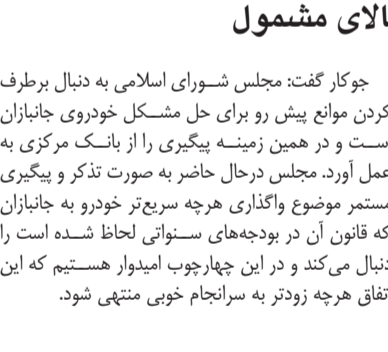 الای مشمول
جوکار گفت: مجلس شورای اسلامی به دنبال برطرف
کردن موانع پیش رو برای حل مشکل خودروی جانبازان
ست و در همین زمینه پیگیری را از بانک مرکزی به
عمل آورد. مجلس درحال حاضر به صورت تذکر و پیگیری
مستمر موضوع واگذاری هرچه سریع‌تر خودرو به جانبازان
که قانون آن در بودجه‌های سنواتی لحاظ شده است را
دنبال می‌کند و در این چهارچوب امیدوار هستیم که این
تفاق هرچه زودتر به سرانجام خوبی منتهی شود.